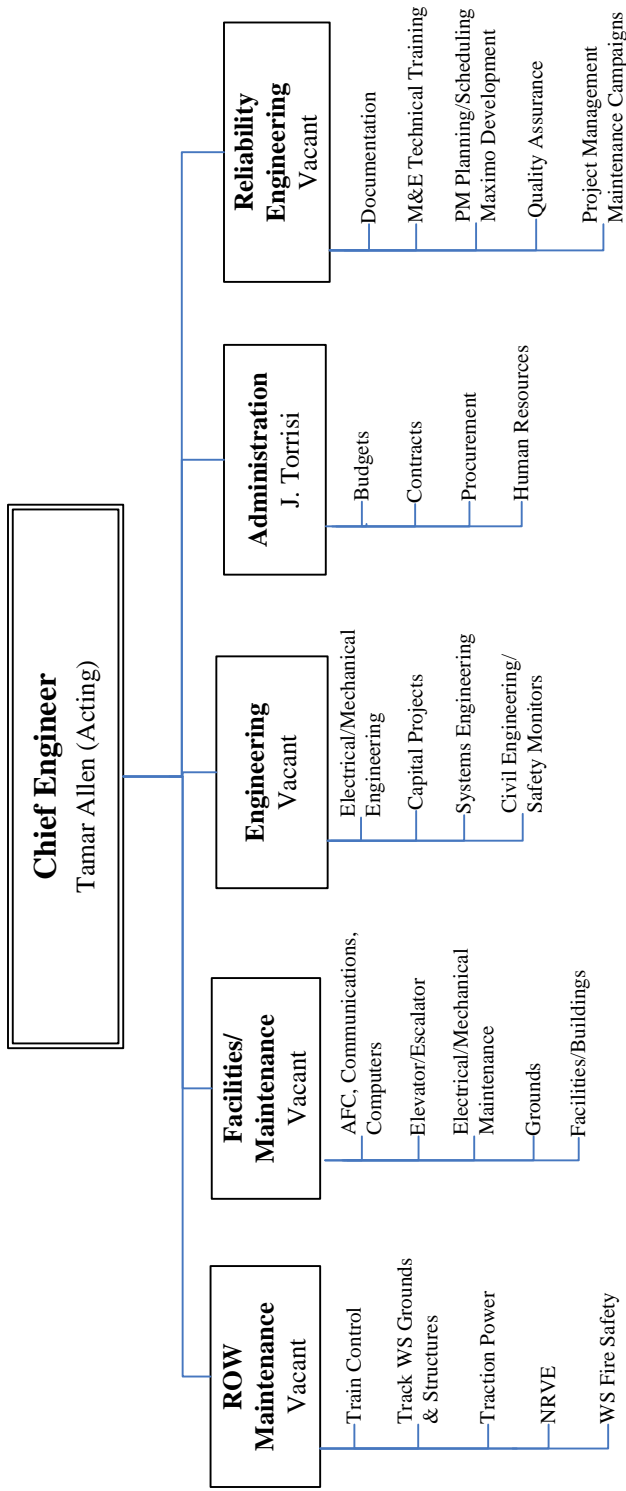 Chief Engineer
Tamar Allen (Acting)
ROW
Maintenance
Vacant
Train Control
Track WS Grounds
& Structures
Traction Power
NRVE
WS Fire Safety
Facilities/
Maintenance
Vacant
AFC, Communications,
Computers
Elevator/Escalator
Electrical/Mechanical
Maintenance
Grounds
Facilities/Buildings
Engineering
Vacant
Electrical/Mechanical
Engineering
Capital Projects
Systems Engineering
Civil Engineering/
Safety Monitors
Administration
J. Torrisi
Budgets
Contracts
Procurement
Human Resources
Reliability
Engineering
Vacant
Documentation
M&E Technical Training
PM Planning/Scheduling
Maximo Development
Quality Assurance
Project Management
Maintenance Campaigns